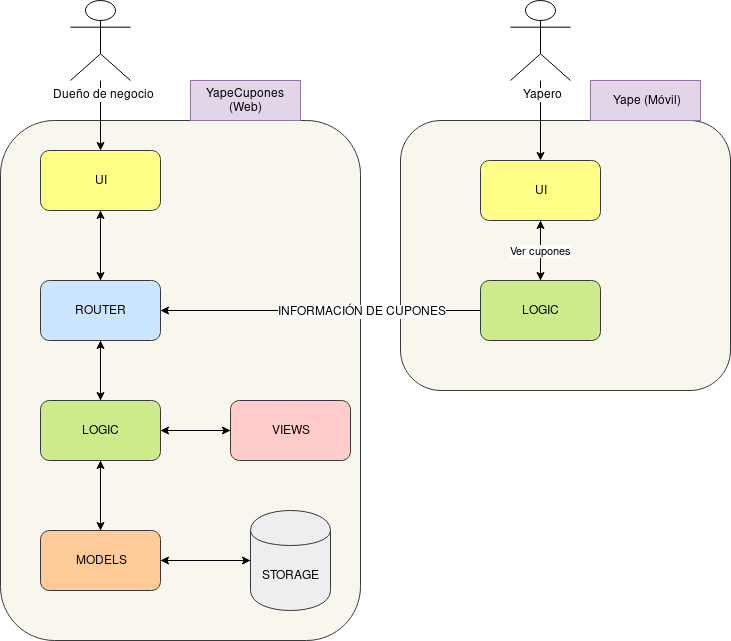 Dueño de negocio
YapeCupones
(Web)
UI
ROUTER
LOGIC
VIEWS
MODELS
STORAGE
INFORMACIÓN DE CUPONES
Yapero
Yape (Móvil)
UI
Ver cupones
LOGIC